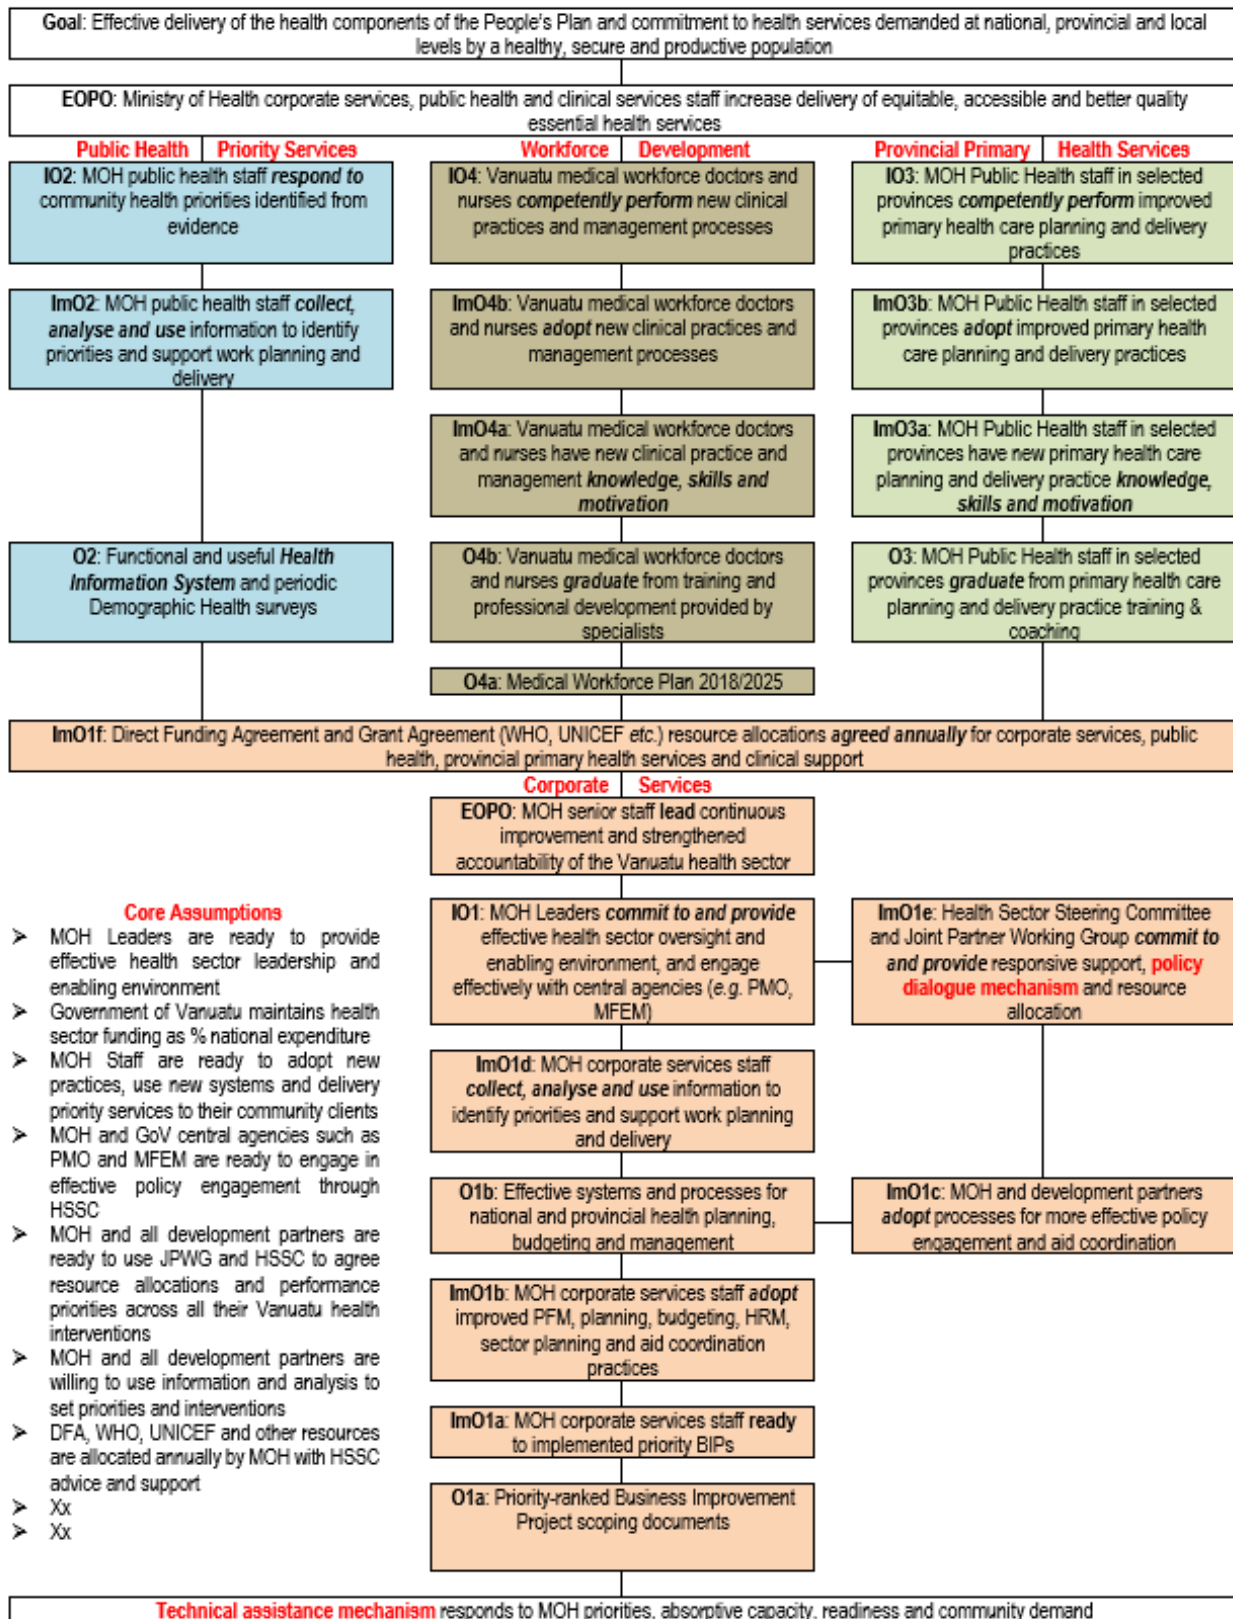 Goal: Effective delivery of the health components of the People's Plan and commitment to health services demanded at national, provincial and local
levels by a healthy, secure and productive population
EOPO: Ministry of Health corporate services, public health and clinical services staff increase delivery of equitable, accessible and better quality
essential health services
Public Health Priority Services
IO2: MOH public health staff respond to
community health priorities identified from
evidence
ImO2: MOH public health staff collect,
analyse and use information to identify
priorities and support work planning and
delivery
O2: Functional and useful Health
Information System and periodic
Demographic Health surveys
Workforce Development
IO4: Vanuatu medical workforce doctors and
nurses competently perform new clinical
practices and management processes
ImO4b: Vanuatu medical workforce doctors
and nurses adopt new clinical practices and
management processes
ImO4a: Vanuatu medical workforce doctors
and nurses have new clinical practice and
management knowledge, skills and
motivation
O4b: Vanuatu medical workforce doctors
and nurses graduate from training and
professional development provided by
specialists
O4a: Medical Workforce Plan 2018/2025
Provincial Primary Health Services
IO3: MOH Public Health staff in selected
provinces competently perform improved
primary health care planning and delivery
practices
ImO3b: MOH Public Health staff in selected
provinces adopt improved primary health
care planning and delivery practices
ImO3a: MOH Public Health staff in selected
provinces have new primary health care
planning and delivery practice knowledge,
skills and motivation
O3: MOH Public Health staff in selected
provinces graduate from primary health care
planning and delivery practice training &
coaching
ImO1f: Direct Funding Agreement and Grant Agreement (WHO, UNICEF etc.) resource allocations agreed annually for corporate services, public
health, provincial primary health services and clinical support
Corporate Services
EOPO: MOH senior staff lead continuous
improvement and strengthened
accountability of the Vanuatu health sector
IO1: MOH Leaders commit to and provide
effective health sector oversight and
enabling environment, and engage
effectively with central agencies (e.g. PMO,
MFEM)
ImO1e: Health Sector Steering Committee
and Joint Partner Working Group commit to
and provide responsive support, policy
dialogue mechanism and resource
allocation
ImO1d: MOH corporate services staff
collect, analyse and use information to
identify priorities and support work planning
and delivery
O1b: Effective systems and processes for
national and provincial health planning,
budgeting and management
ImO1c: MOH and development partners
adopt processes for more effective policy
engagement and aid coordination
ImO1b: MOH corporate services staff adopt
improved PFM, planning, budgeting, HRM,
sector planning and aid coordination
practices
ImO1a: MOH corporate services staff ready
to implemented priority BIPs
O1a: Priority-ranked Business Improvement
Project scoping documents
Core Assumptions
➢ MOH Leaders are ready to provide
effective health sector leadership and
enabling environment
➢ Government of Vanuatu maintains health
sector funding as % national expenditure
➢ MOH Staff are ready to adopt new
practices, use new systems and delivery
priority services to their community clients
➢ MOH and GoV central agencies such as
PMO and MFEM are ready to engage in
effective policy engagement through
HSSC
➢ MOH and all development partners are
ready to use JPWG and HSSC to agree
resource allocations and performance
priorities across all their Vanuatu health
interventions
➢ MOH and all development partners are
willing to use information and analysis to
set priorities and interventions
➢ DFA, WHO, UNICEF and other resources
are allocated annually by MOH with HSSC
advice and support
➢ Xx
➢ Xx
Technical assistance mechanism responds to MOH priorities, absorptive capacity, readiness and community demand